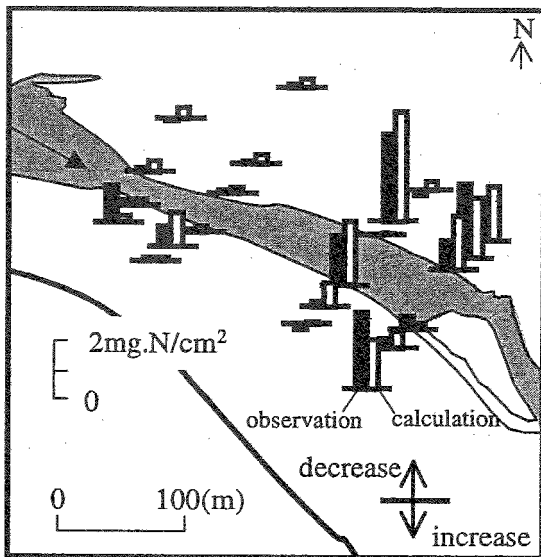 N
2mg.N/cm²
0
observation calculation
decrease
0 100(m)
increase